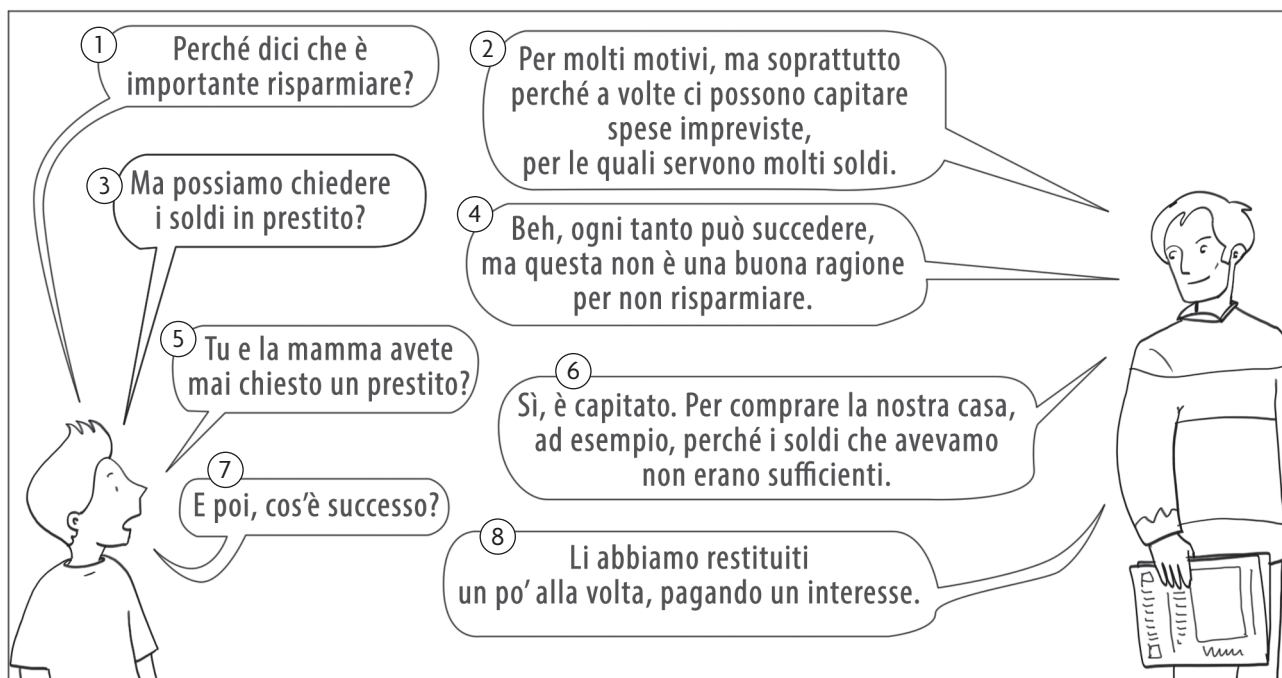 1
Perché dici che è
importante risparmiare?
2
Per molti motivi, ma soprattutto
perché a volte ci possono capitare
spese impreviste,
per le quali servono molti soldi.
3
Ma possiamo chiedere
i soldi in prestito?
4
Beh, ogni tanto può succedere,
ma questa non è una buona ragione
per non risparmiare.
5
Tu e la mamma avete
mai chiesto un prestito?
6
Sì, è capitato. Per comprare la nostra casa,
ad esempio, perché i soldi che avevamo
non erano sufficienti.
7
E poi, cos’è successo?
8
Li abbiamo restituiti
un po’ alla volta, pagando un interesse.